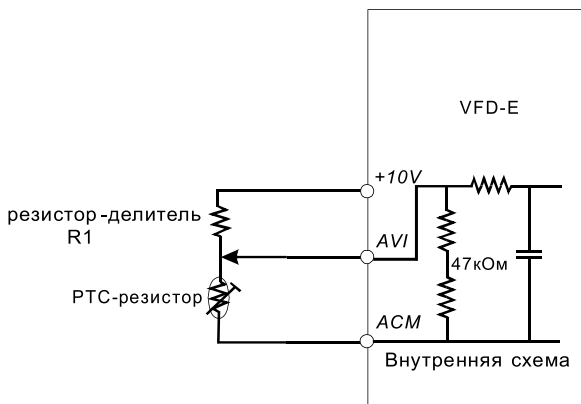 VFD-E
+10V
резистор-делитель
R1
AVI
47кОм
PTC-резистор
ACM
Внутренняя схема